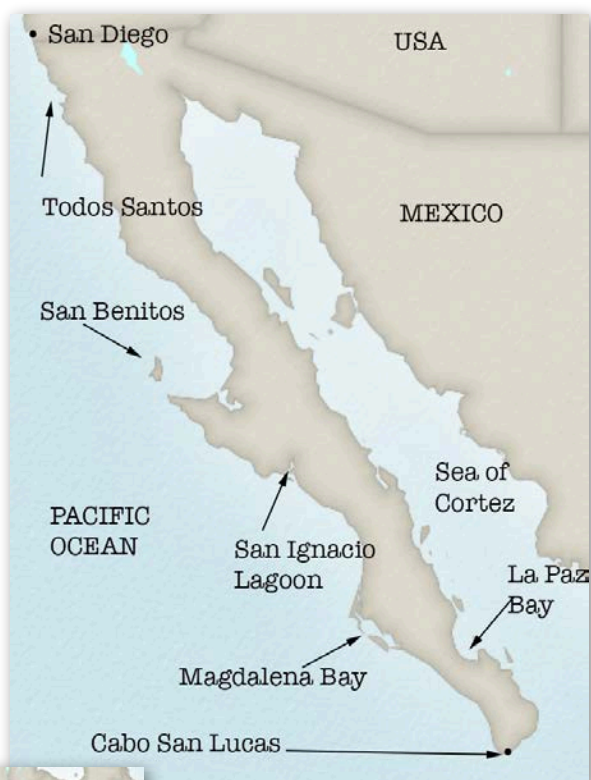 San Diego
USA
Todos Santos
MEXICO
San Benitos
Sea of
Cortez
PACIFIC
OCEAN
San Ignacio
Lagoon
La Paz
Bay
Magdalena Bay
Cabo San Lucas